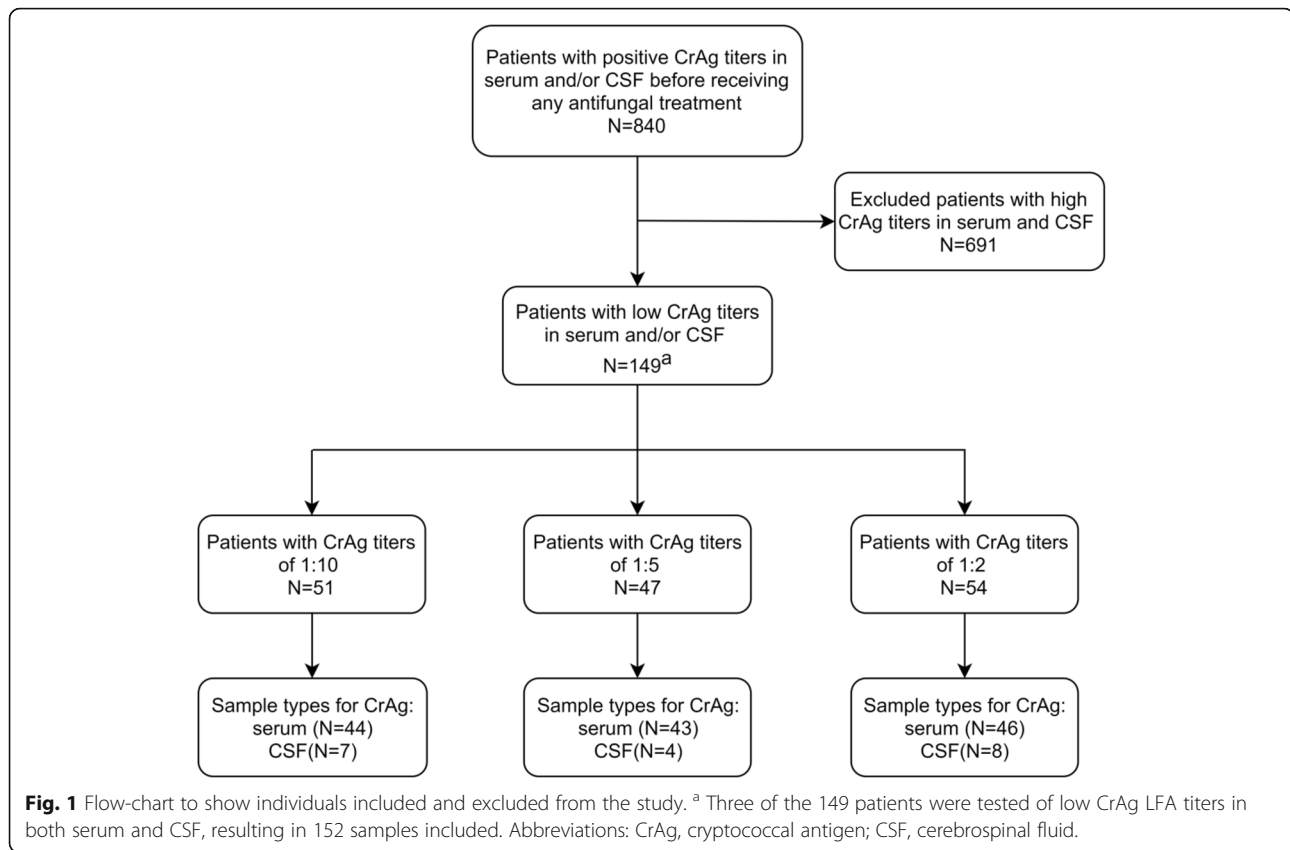 Patients with positive CrAg titers in
serum and/or CSF before receiving
any antifungal treatment
N=840
Excluded patients with high
CrAg titers in serum and CSF
N=691
Patients with low CrAg titers
in serum and/or CSF
N=149a
Patients with CrAg titers
of 1:10
N=51
Patients with CrAg titers
of 1:5
N=47
Patients with CrAg titers
of 1:2
N=54
Sample types for CrAg:
serum (N=44)
CSF(N=7)
Sample types for CrAg:
serum (N=43)
CSF(N=4)
Sample types for CrAg:
serum (N=46)
CSF(N=8)
Fig. 1 Flow-chart to show individuals included and excluded from the study. a Three of the 149 patients were tested of low CrAg LFA titers in
both serum and CSF, resulting in 152 samples included. Abbreviations: CrAg, cryptococcal antigen; CSF, cerebrospinal fluid.